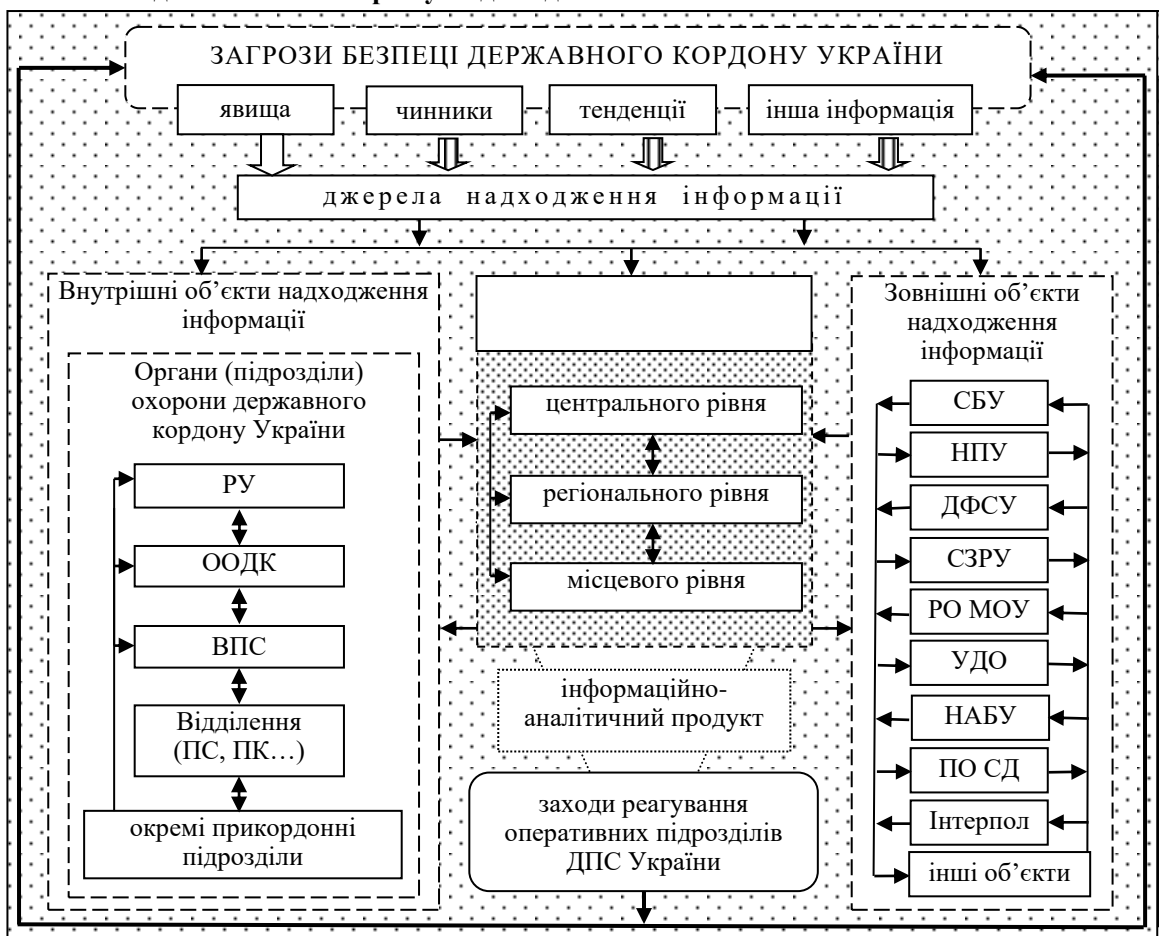 ЗАГРОЗИ БЕЗПЕЦІ ДЕРЖАВНОГО КОРДОНУ УКРАЇНИ
явища
чинники
тенденції
інша інформація
джерела надходження інформації
Внутрішні об’єкти надходження
інформації
Органи (підрозділи)
охорони державного
кордону України
РУ
ООДК
ВПС
Відділення
(ПС, ПК…)
окремі прикордонні
підрозділи
центрального рівня
регіонального рівня
місцевого рівня
інформаційно-
аналітичний продукт
заходи реагування
оперативних підрозділів
ДПС України
Зовнішні об’єкти
надходження
інформації
СБУ
НПУ
ДФСУ
СЗРУ
РО МОУ
УДО
НАБУ
ПО СД
Інтерпол
інші об’єкти